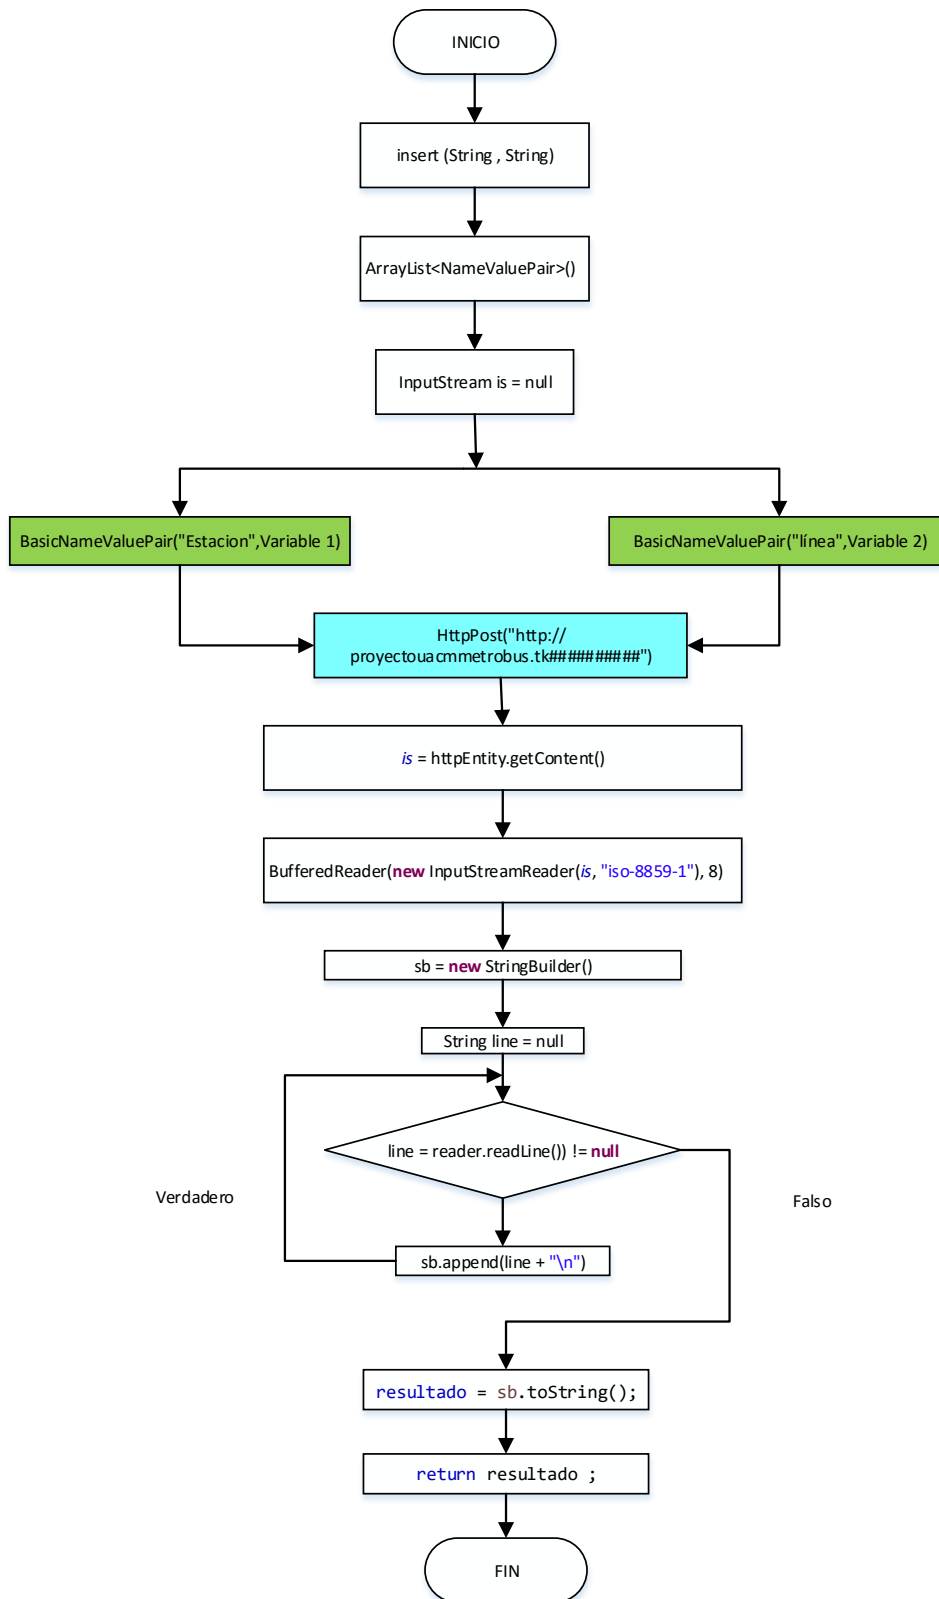 INICIO
insert (String , String)
ArrayList<NameValuePair>()
InputStream is = null
BasicNameValuePair("Estacion",Variable 1)
BasicNameValuePair("línea",Variable 2)
HttpPost("http://
proyectouacmmetrobus.tk##########")
is = httpEntity.getContent()
BufferedReader(new InputStreamReader(is, "iso-8859-1"), 8)
sb = new StringBuilder()
String line = null
line = reader.readLine()) != null
Verdadero
Falso
sb.append(line + "\n")
resultado = sb.toString();
return resultado ;
FIN